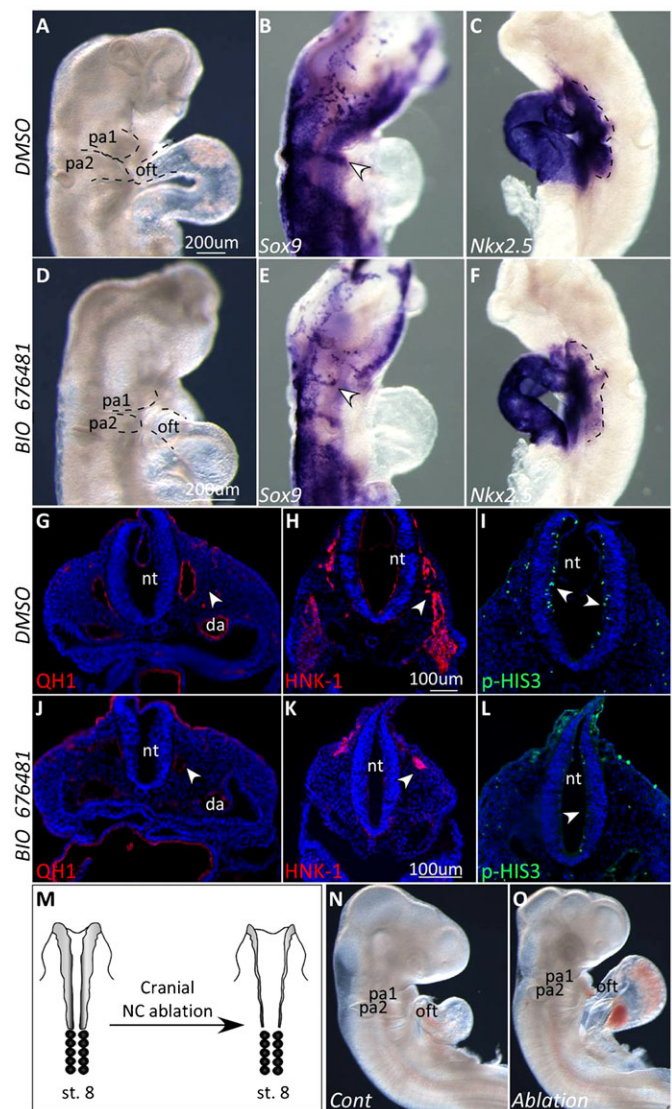 A
B
C
DMSO
pa1
pa2
oft
200um
Sox9
Nkx2.5
D
E
F
BIO 676481
pa1
pa2
oft
200um
Sox9
Nkx2.5
G
H
I
DMSO
nt
nt
nt
da
QH1
HNK-1
100um
p-HIS3
J
K
L
BIO 676481
nt
nt
nt
da
QH1
HNK-1
100um
p-HIS3
M
N
O
Cranial
NC ablation
st. 8
st. 8
pa1
pa2
oft
Cont
pa1
pa2
oft
Ablation